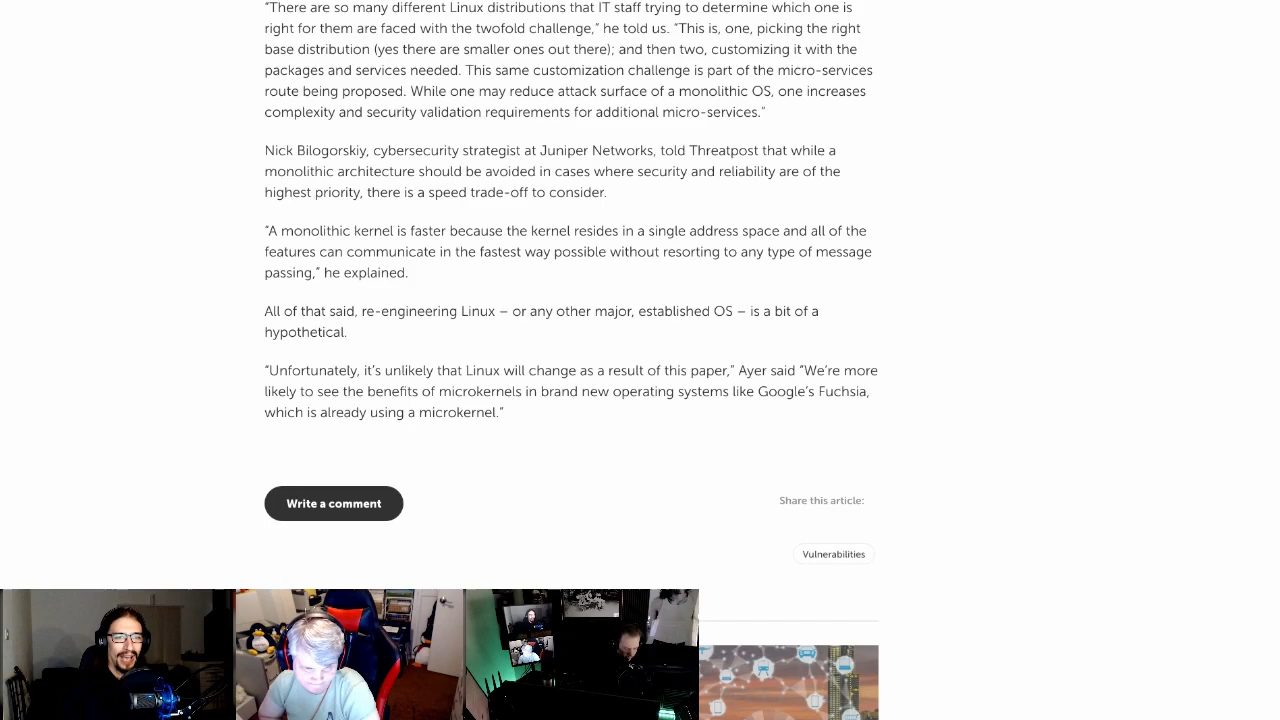 “There are so many different Linux distributions that IT staff trying to determine which one is
right for them are faced with the twofold challenge,” he told us. “This is, one, picking the right
base distribution (yes there are smaller ones out there); and then two, customizing it with the
packages and services needed. This same customization challenge is part of the micro-services
route being proposed. While one may reduce attack surface of a monolithic OS, one increases
complexity and security validation requirements for additional micro-services.”
Nick Bilogorskiy, cybersecurity strategist at Juniper Networks, told Threatpost that while a
monolithic architecture should be avoided in cases where security and reliability are of the
highest priority, there is a speed trade-off to consider.
“A monolithic kernel is faster because the kernel resides in a single address space and all of the
features can communicate in the fastest way possible without resorting to any type of message
passing,” he explained.
All of that said, re-engineering Linux – or any other major, established OS – is a bit of a
hypothetical.
“Unfortunately, it’s unlikely that Linux will change as a result of this paper,” Ayer said “We’re more
likely to see the benefits of microkernels in brand new operating systems like Google’s Fuchsia,
which is already using a microkernel.”
Write a comment
Share this article:
Vulnerabilities